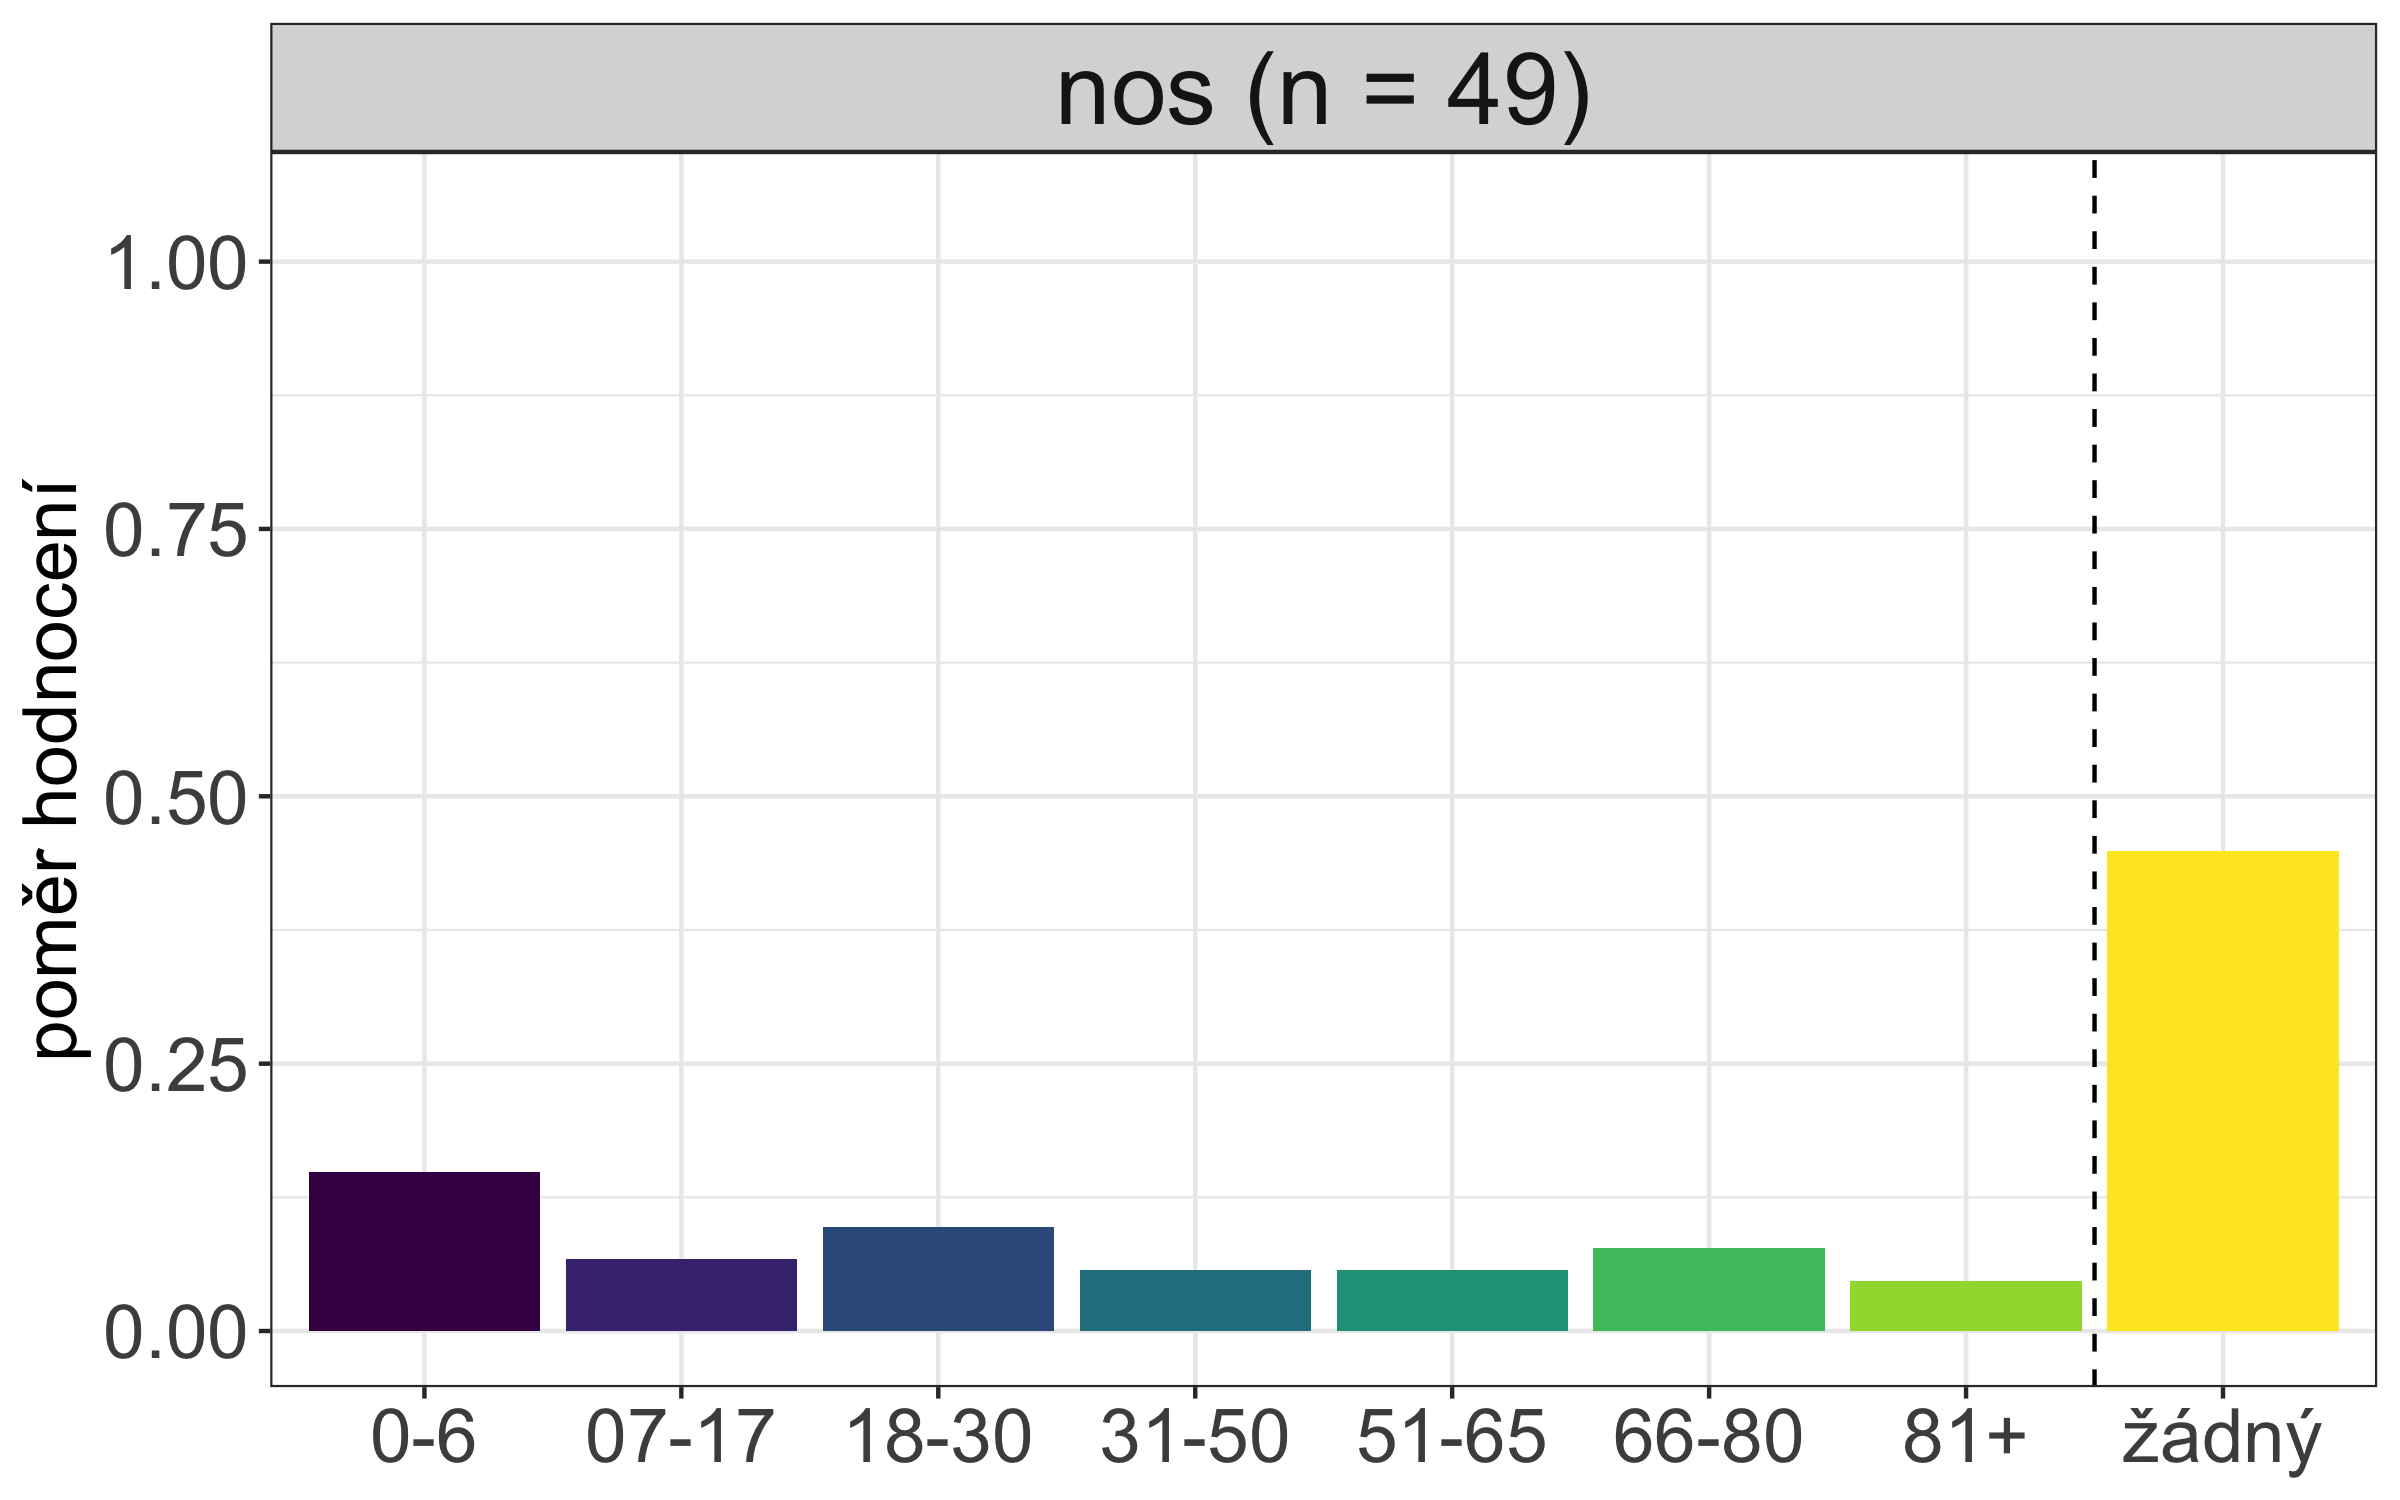 nos (n = 49)
poměr hodnocení
1.00
0.75
0.50
0.25
0.00
0-6 07-17 18-30 31-50 51-65 66-80 81+ žádný